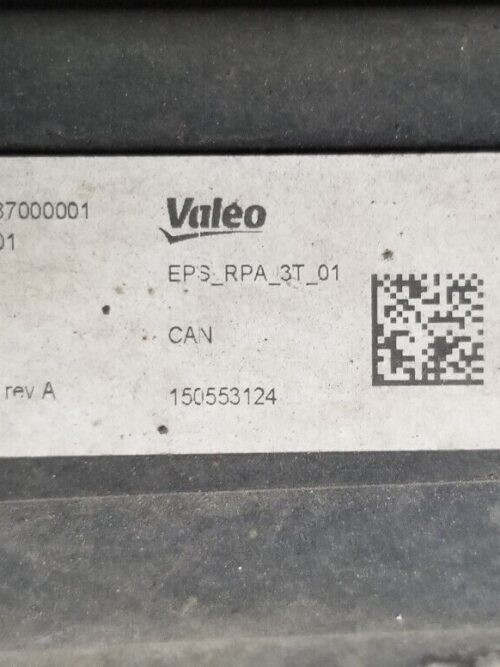 37000001
01
rev A
Valeo
EPS_RPA_3T_01
CAN
150553124